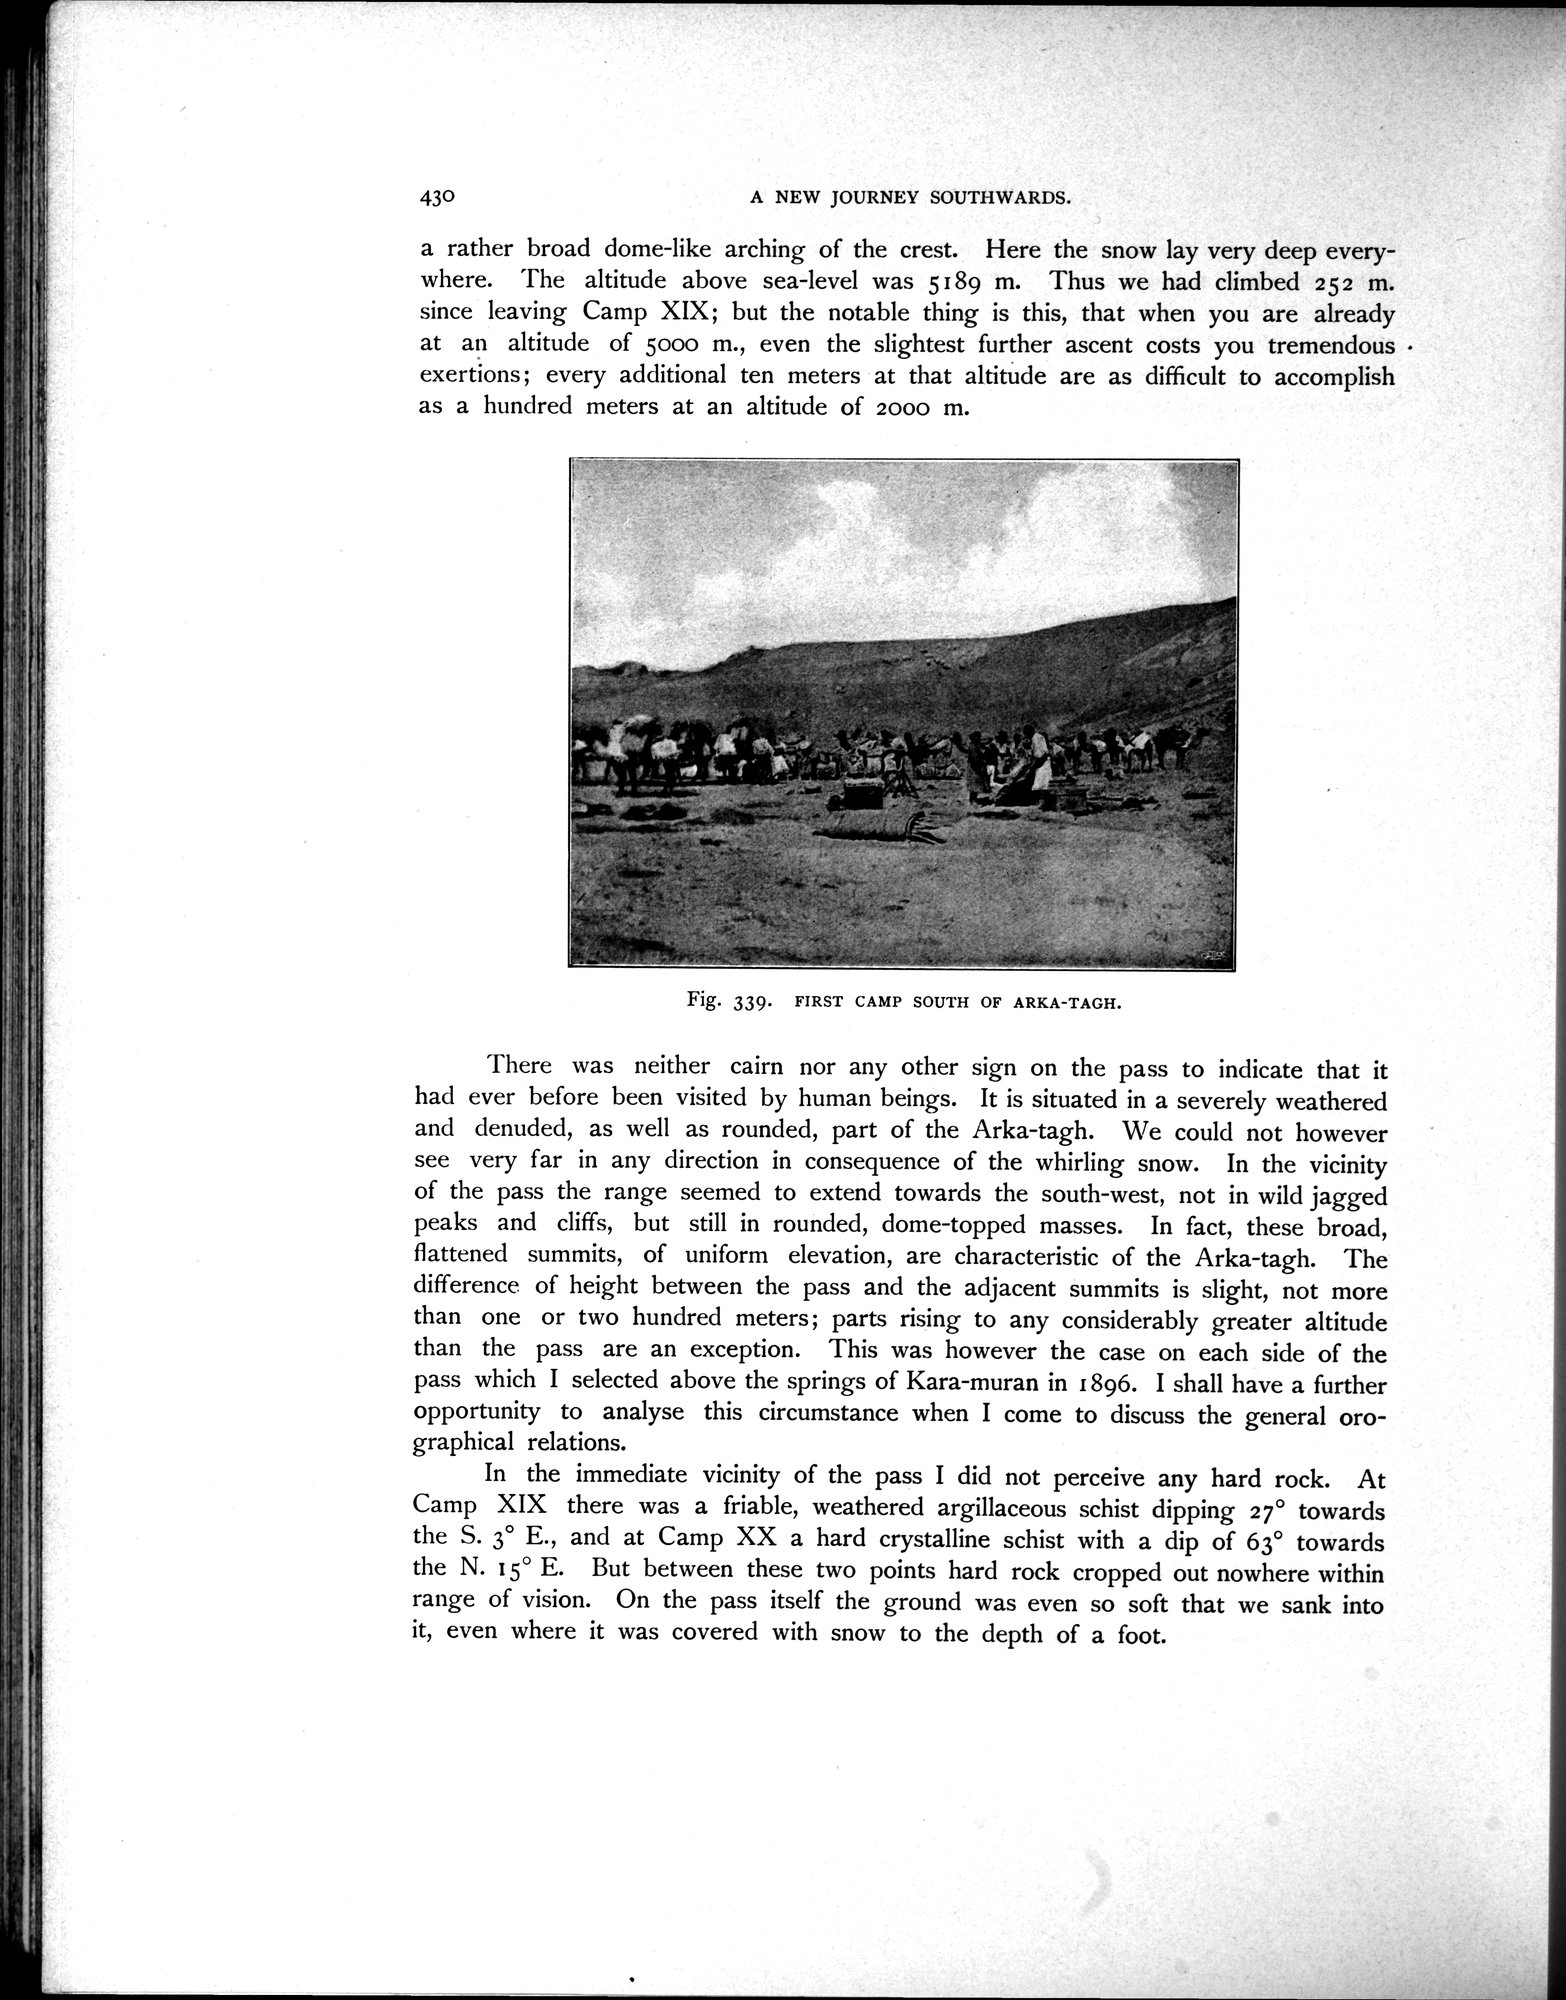 430 A NEW JOURNEY SOUTHWARDS.
a rather broad dome-like arching of the crest. Here the snow lay very deep every-
where. The altitude above sea-level was 5189 m. Thus we had climbed 252 m.
since leaving Camp XIX; but the notable thing is this, that when you are already
at an altitude of 5000 m., even the slightest further ascent costs you tremendous
exertions; every additional ten meters at that altitude are as difficult to accomplish
as a hundred meters at an altitude of 2000 m.
Fig. 339. FIRST CAMP SOUTH OF ARKA-TAGH.
There was neither cairn nor any other sign on the pass to indicate that it
had ever before been visited by human beings. It is situated in a severely weathered
and denuded, as well as rounded, part of the Arka-tagh. We could not however
see very far in any direction in consequence of the whirling snow. In the vicinity
of the pass the range seemed to extend towards the south-west, not in wild jagged
peaks and cliffs, but still in rounded, dome-topped masses. In fact, these broad,
flattened summits, of uniform elevation, are characteristic of the Arka-tagh. The
difference of height between the pass and the adjacent summits is slight, not more
than one or two hundred meters; parts rising to any considerably greater altitude
than the pass are an exception. This was however the case on each side of the
pass which I selected above the springs of Kara-muran in 1896. I shall have a further
opportunity to analyse this circumstance when I come to discuss the general oro-
graphical relations.
In the immediate vicinity of the pass I did not perceive any hard rock. At
Camp XIX there was a friable, weathered argillaceous schist dipping 27° towards
the S. 3° E., and at Camp XX a hard crystalline schist with a dip of 63° towards
the N. 15° E. But between these two points hard rock cropped out nowhere within
range of vision. On the pass itself the ground was even so soft that we sank into
it, even where it was covered with snow to the depth of a foot.